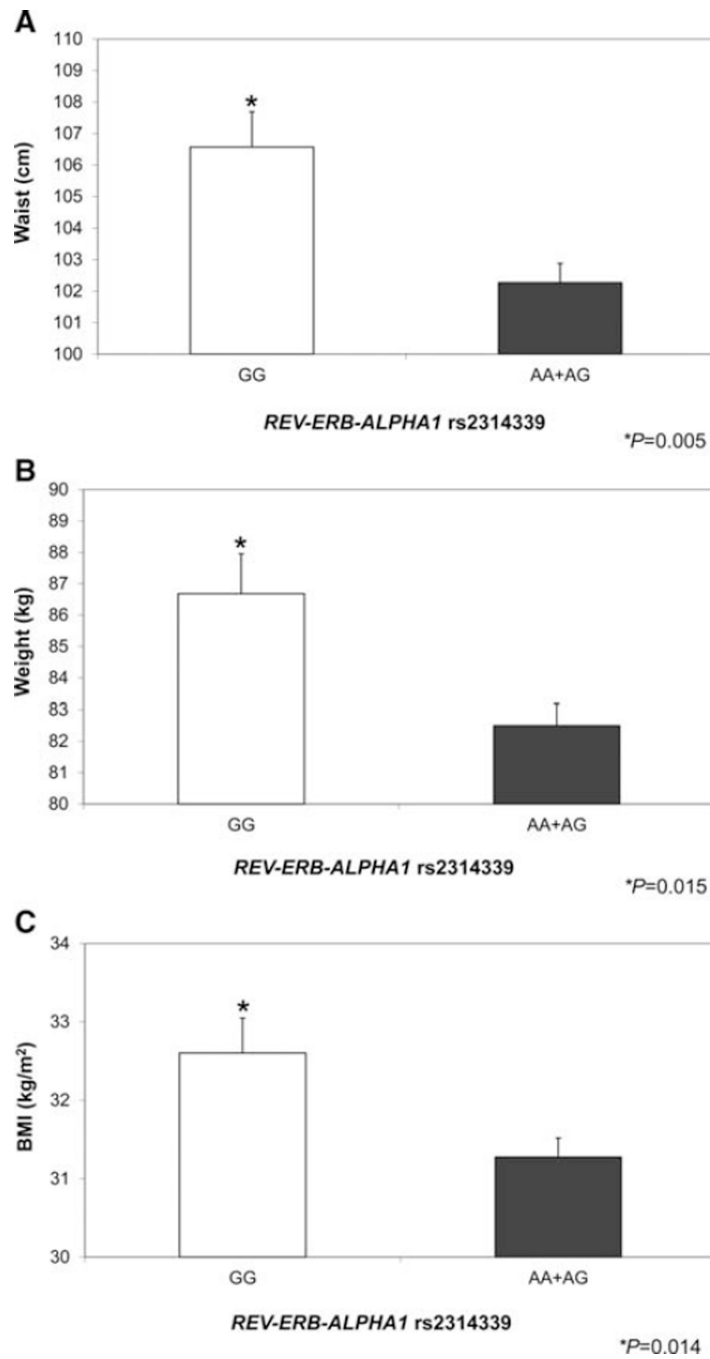 A
110
109
108
107
106
105
104
103
102
101
100
Waist (cm)
*
GG AA+AG
REV-ERB-ALPHA1 rs2314339
*P=0.005
B
90
89
88
87
86
85
84
83
82
81
80
Weight (kg)
*
GG AA+AG
REV-ERB-ALPHA1 rs2314339
*P=0.015
C
34
33
32
31
30
BMI (kg/m²)
*
GG AA+AG
REV-ERB-ALPHA1 rs2314339
*P=0.014